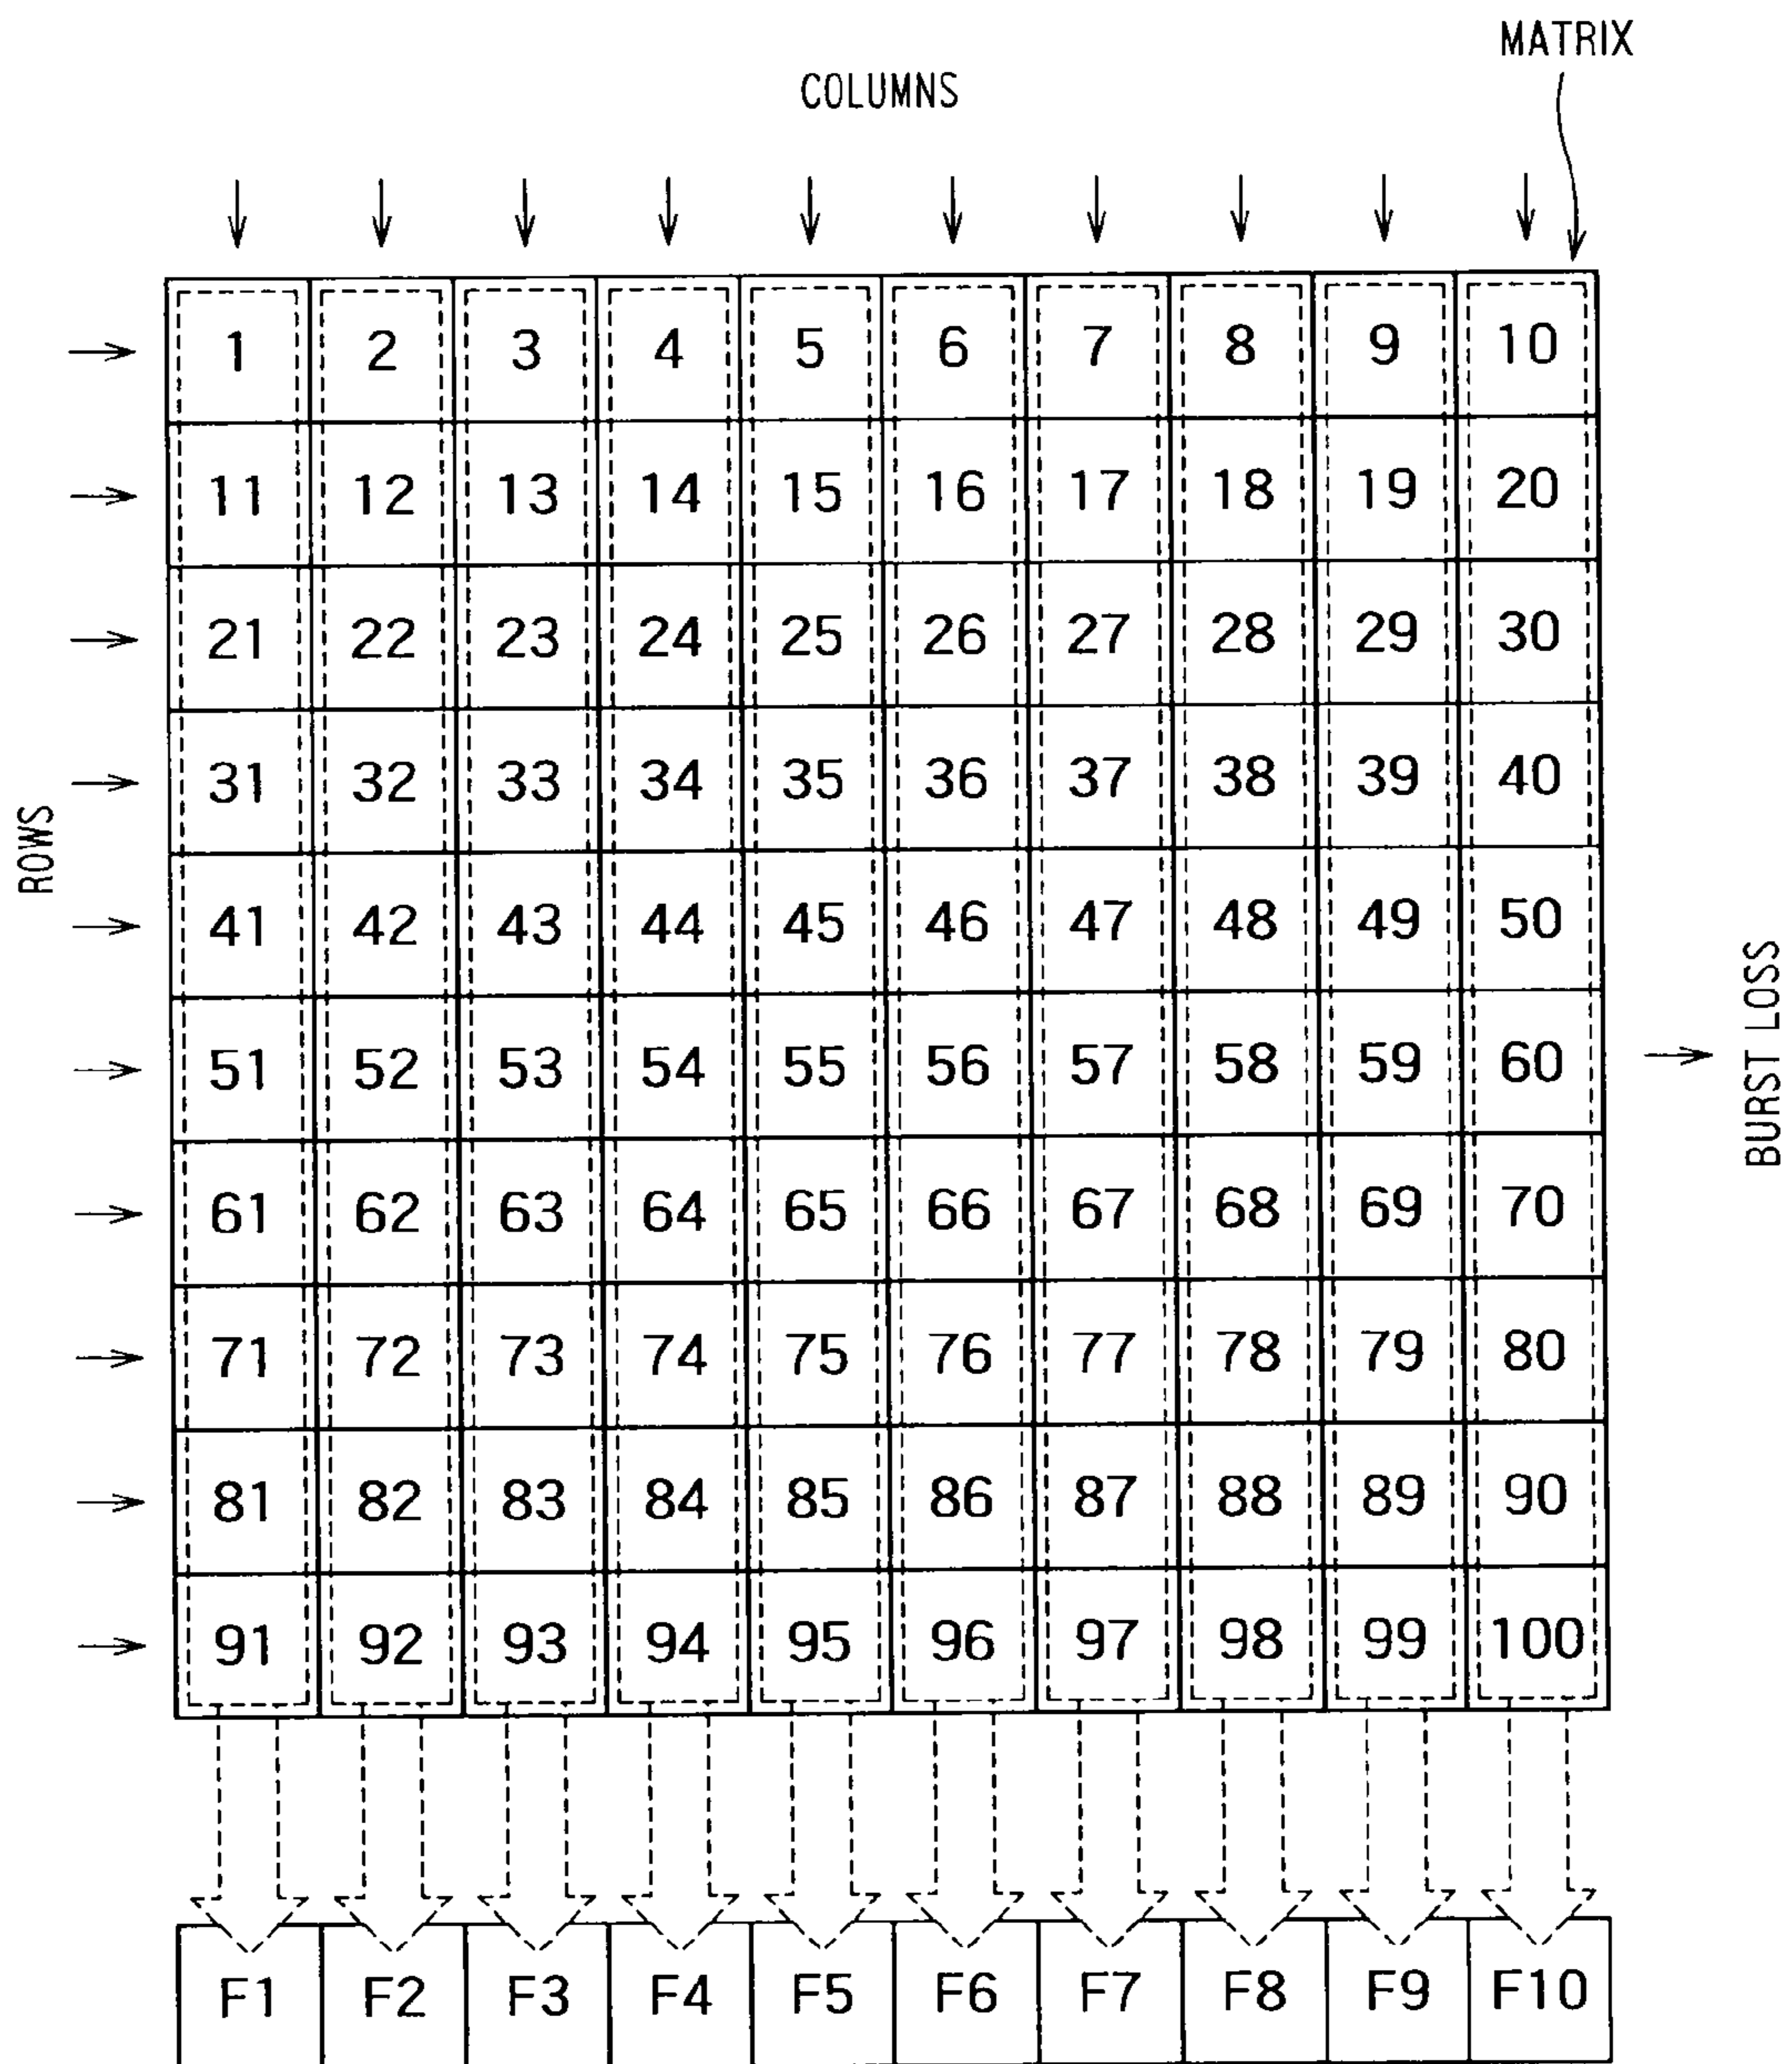 MATRIX
COLUMNS
1 2 3 4 5 6 7 8 9 10
11 12 13 14 15 16 17 18 19 20
21 22 23 24 25 26 27 28 29 30
31 32 33 34 35 36 37 38 39 40
ROWS
41 42 43 44 45 46 47 48 49 50
51 52 53 54 55 56 57 58 59 60
BURST LOSS
61 62 63 64 65 66 67 68 69 70
71 72 73 74 75 76 77 78 79 80
81 82 83 84 85 86 87 88 89 90
91 92 93 94 95 96 97 98 99 100
F1 F2 F3 F4 F5 F6 F7 F8 F9 F10